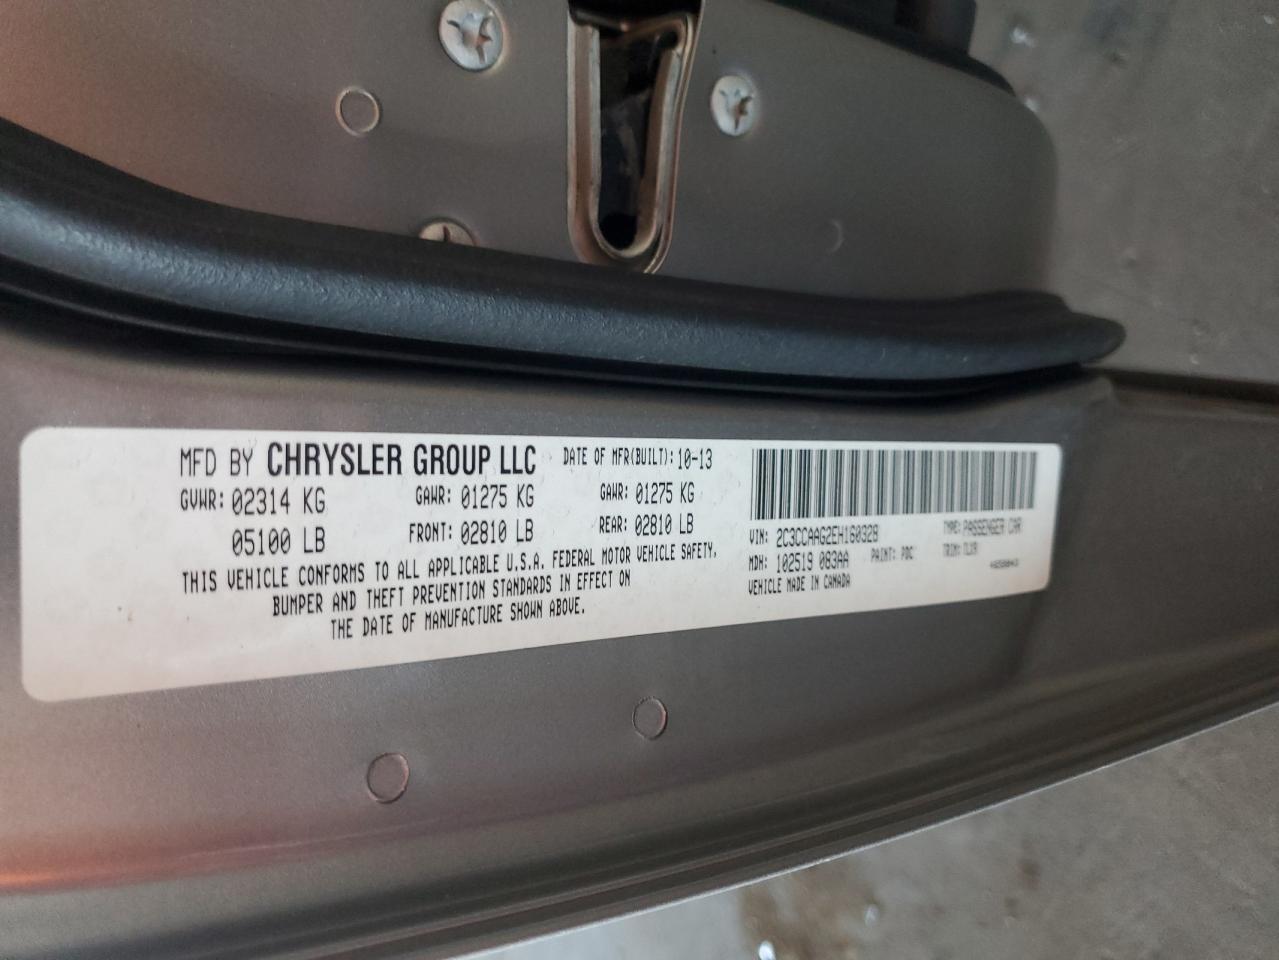 MFD BY CHRYSLER GROUP LLC DATE OF MFR(BUILT): 10-13
GVWR: 02314 KG GAWR: 01275 KG GAWR: 01275 KG
05100 LB FRONT: 02810 LB REAR: 02810 LB
THIS VEHICLE CONFORMS TO ALL APPLICABLE U.S.A. FEDERAL MOTOR VEHICLE SAFETY,
BUMPER AND THEFT PREVENTION STANDARDS IN EFFECT ON
THE DATE OF MANUFACTURE SHOWN ABOVE.
VIN: 2C3CCAAG2EH160328 TYPE: PASSENGER CAR
MDH: 102519 083AA PAINT: PDC TRIM: TLX9
VEHICLE MADE IN CANADA